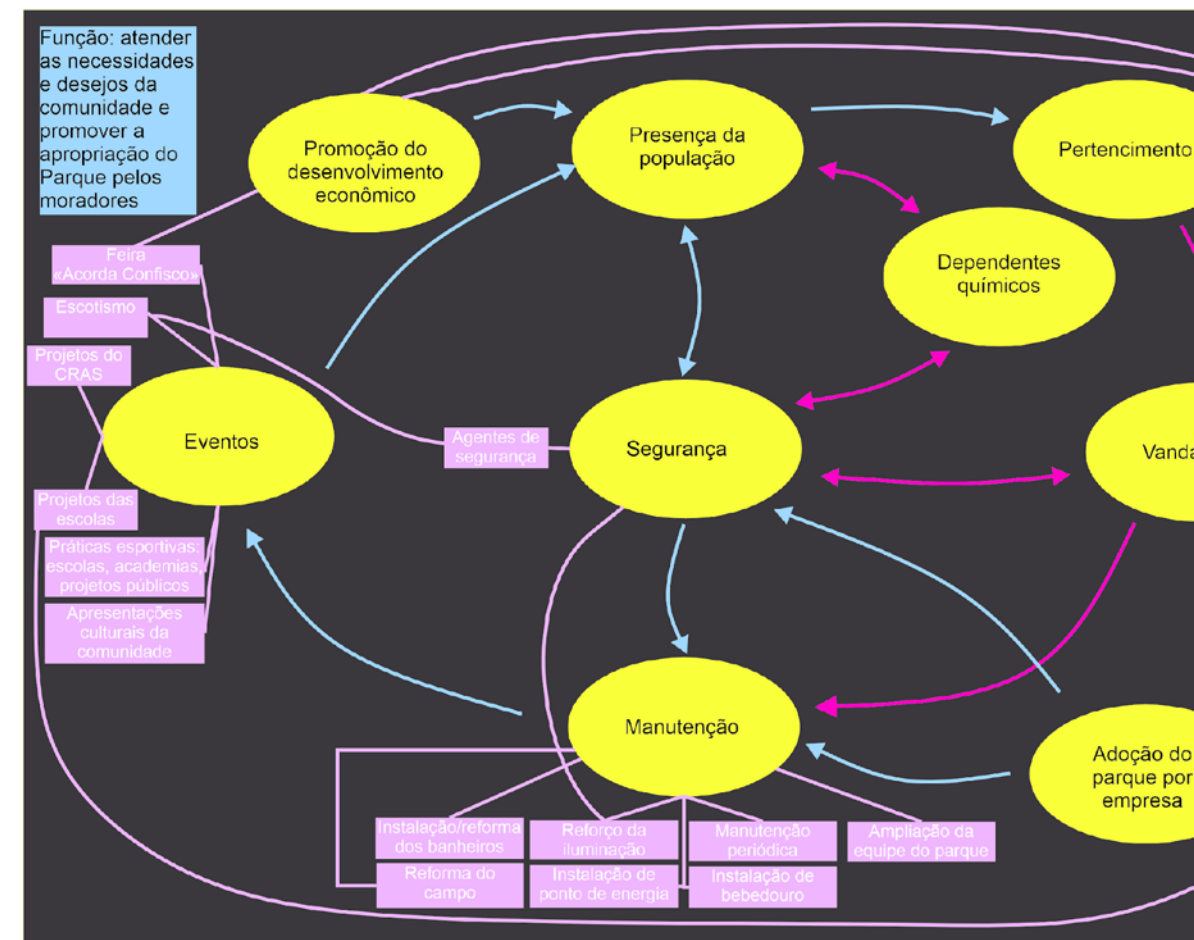 Função: atender
as necessidades
e desejos da
comunidade e
promover a
apropriação do
Parque pelos
moradores
Promoção do
desenvolvimento
econômico
Presença da
população
Pertencimento
Dependentes
químicos
Feira
«Acorda Confisco»
Escotismo
Projetos do
CRAS
Eventos
Agentes de
segurança
Segurança
Vanda
Projetos das
escolas
Práticas esportivas:
escolas, academias,
projetos públicos
Apresentações
culturais da
comunidade
Manutenção
Adoção do
parque por
empresa
Instalação/reforma
dos banheiros
Reforço da
iluminação
Manutenção
periódica
Ampliação da
equipe do parque
Reforma do
campo
Instalação de
ponto de energia
Instalação de
bebedouro